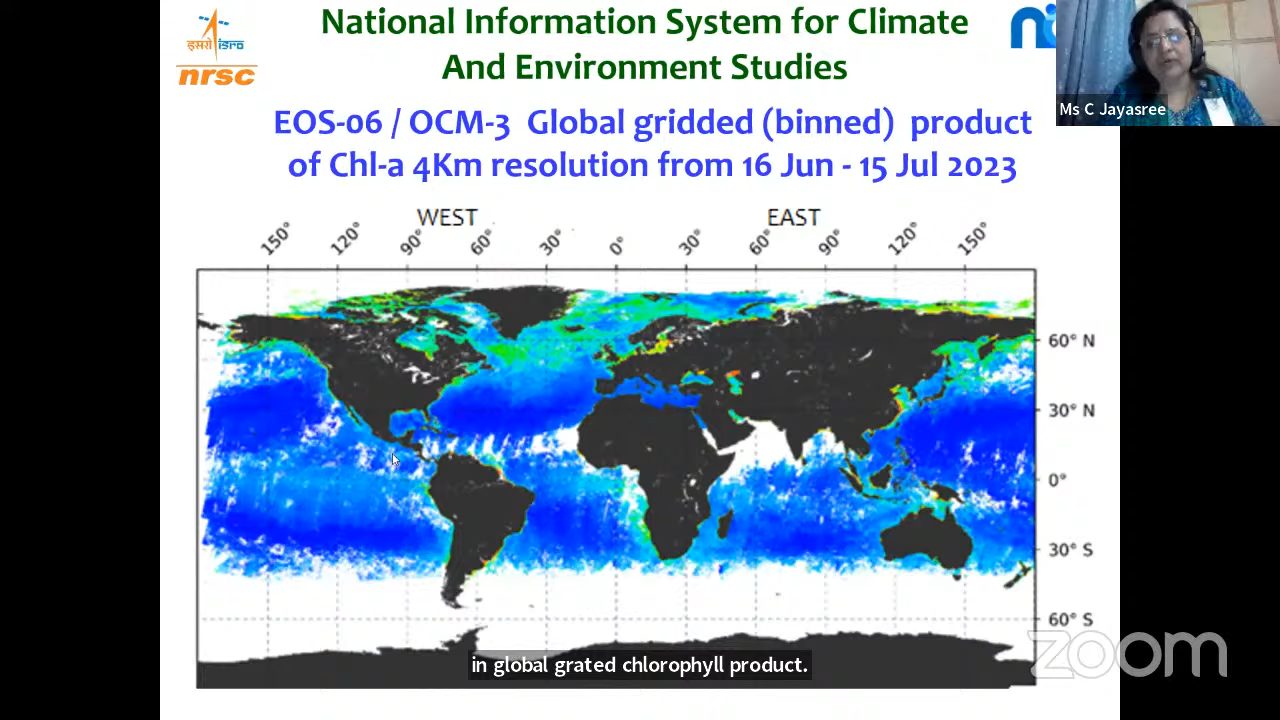 National Information System for Climate
And Environment Studies
इसरो isro
nrsc
Ms C Jayasree
EOS-06 / OCM-3 Global gridded (binned) product
of Chl-a 4Km resolution from 16 Jun - 15 Jul 2023
WEST EAST
150° 120° 90° 60° 30° 0° 30° 60° 90° 120° 150°
60° N
30° N
0°
30° S
60° S
zoom
in global grated chlorophyll product.